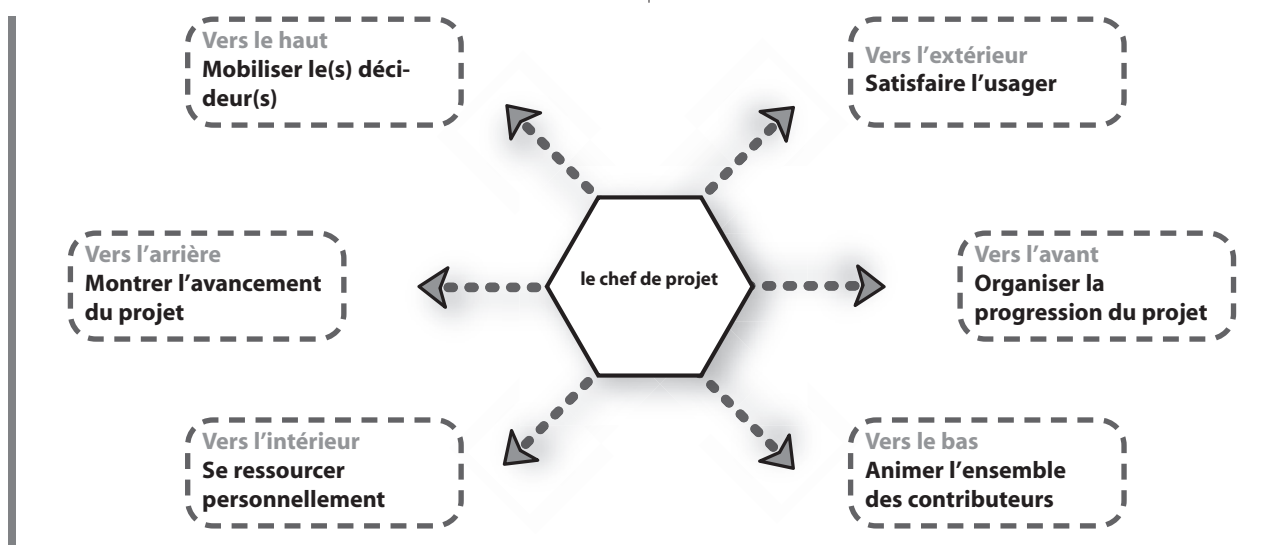 Vers le haut
Mobiliser le(s) déci-
deur(s)
Vers l'extérieur
Satisfaire l'usager
Vers l'arrière
Montrer l'avancement
du projet
le chef de projet
Vers l'avant
Organiser la
progression du projet
Vers l'intérieur
Se ressourcer
personnellement
Vers le bas
Animer l'ensemble
des contributeurs